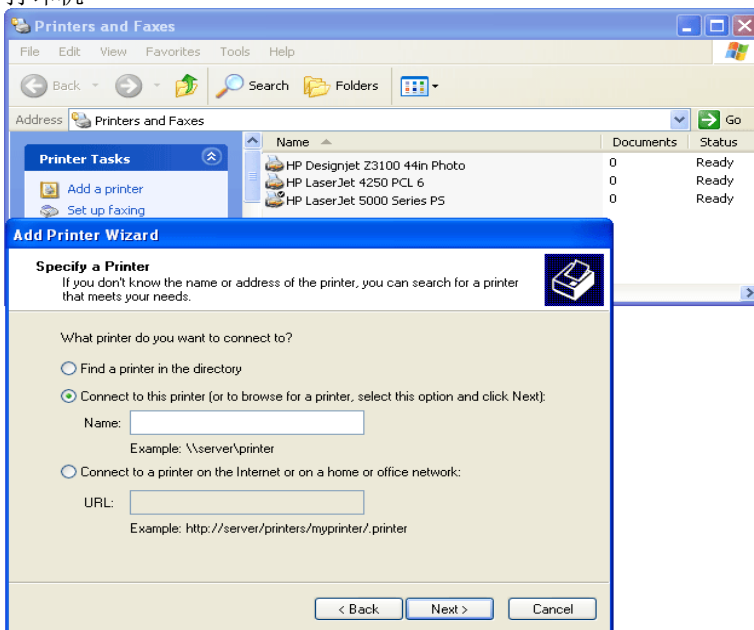 Printers and Faxes
File Edit View Favorites Tools Help
Back Search Folders
Address Printers and Faxes Go
Name Documents Status
Printer Tasks
HP Designjet Z3100 44in Photo 0 Ready
Add a printer
HP LaserJet 4250 PCL 6 0 Ready
HP LaserJet 5000 Series PS 0 Ready
Set up faxing
Add Printer Wizard
Specify a Printer
If you don't know the name or address of the printer, you can search for a printer
that meets your needs.
What printer do you want to connect to?
Find a printer in the directory
Connect to this printer (or to browse for a printer, select this option and click Next):
Name:
Example: \\server\printer
Connect to a printer on the Internet or on a home or office network:
URL:
Example: http://server/printers/myprinter/.printer
< Back Next > Cancel